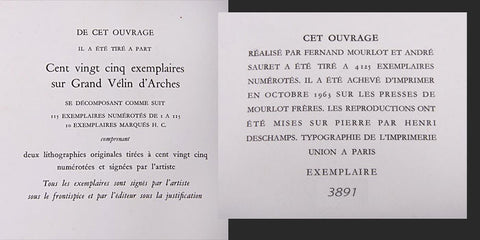 DE CET OUVRAGE
IL A ÉTÉ TIRÉ A PART
Cent vingt cinq exemplaires
sur Grand Vélin d'Arches
SE DÉCOMPOSANT COMME SUIT
115 EXEMPLAIRES NUMÉROTÉS DE 1 A 115
10 EXEMPLAIRES MARQUÉS H. C.
comprenant
deux lithographies originales tirées à cent vingt cinq
numérotées et signées par l'artiste
Tous les exemplaires sont signés par l'artiste
sous le frontispice et par l'éditeur sous la justification
CET OUVRAGE
RÉALISÉ PAR FERNAND MOURLOT ET ANDRÉ
SAURET A ÉTÉ TIRÉ A 4125 EXEMPLAIRES
NUMÉROTÉS. IL A ÉTÉ ACHEVÉ D'IMPRIMER
EN OCTOBRE 1963 SUR LES PRESSES DE
MOURLOT FRÈRES. LES REPRODUCTIONS ONT
ÉTÉ MISES SUR PIERRE PAR HENRI
DESCHAMPS. TYPOGRAPHIE DE L'IMPRIMERIE
UNION A PARIS
EXEMPLAIRE
3891